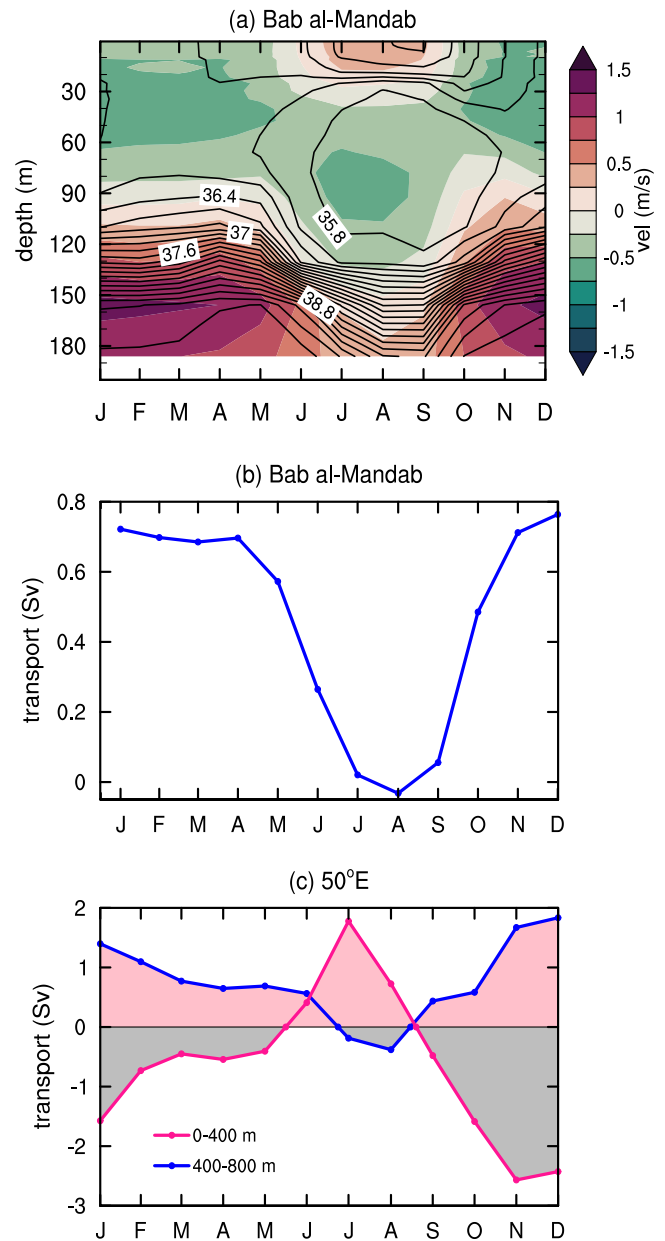 (a) Bab al-Mandab
30
60
90
120
150
180
depth (m)
36.4
35.8
37
37.6
38.8
J F M A M J J A S O N D
1.5
1
0.5
0
-0.5
-1
-1.5
vel (m/s)
(b) Bab al-Mandab
0.8
0.6
0.4
0.2
0
transport (Sv)
J F M A M J J A S O N D
(c) 50°E
2
1
0
-1
-2
-3
transport (Sv)
0-400 m
400-800 m
J F M A M J J A S O N D